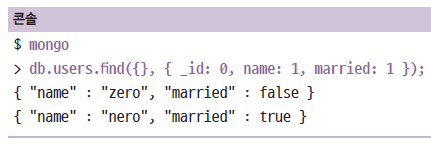 콘솔
$ mongo
> db.users.find({}, { _id: 0, name: 1, married: 1 });
{ "name" : "zero", "married" : false }
{ "name" : "nero", "married" : true }